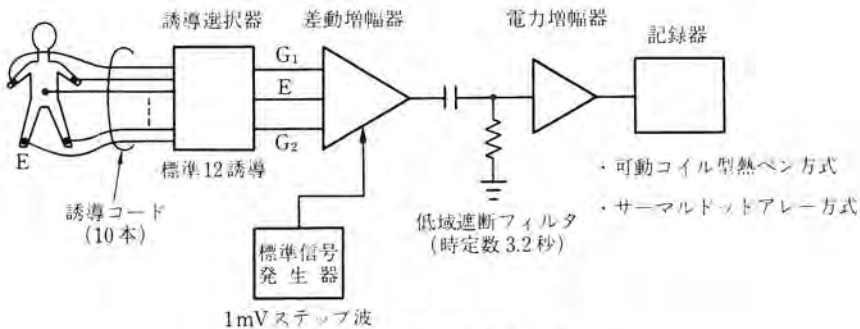 誘導選択器
差動増幅器
電力増幅器
記録器
G₁
E
G₂
E
標準12誘導
誘導コード
(10本)
標準信号
発生器
1mVステップ波
低域遮断フィルタ
(時定数3.2秒)
・可動コイル型熱ペン方式
・サーマルドットアレー方式